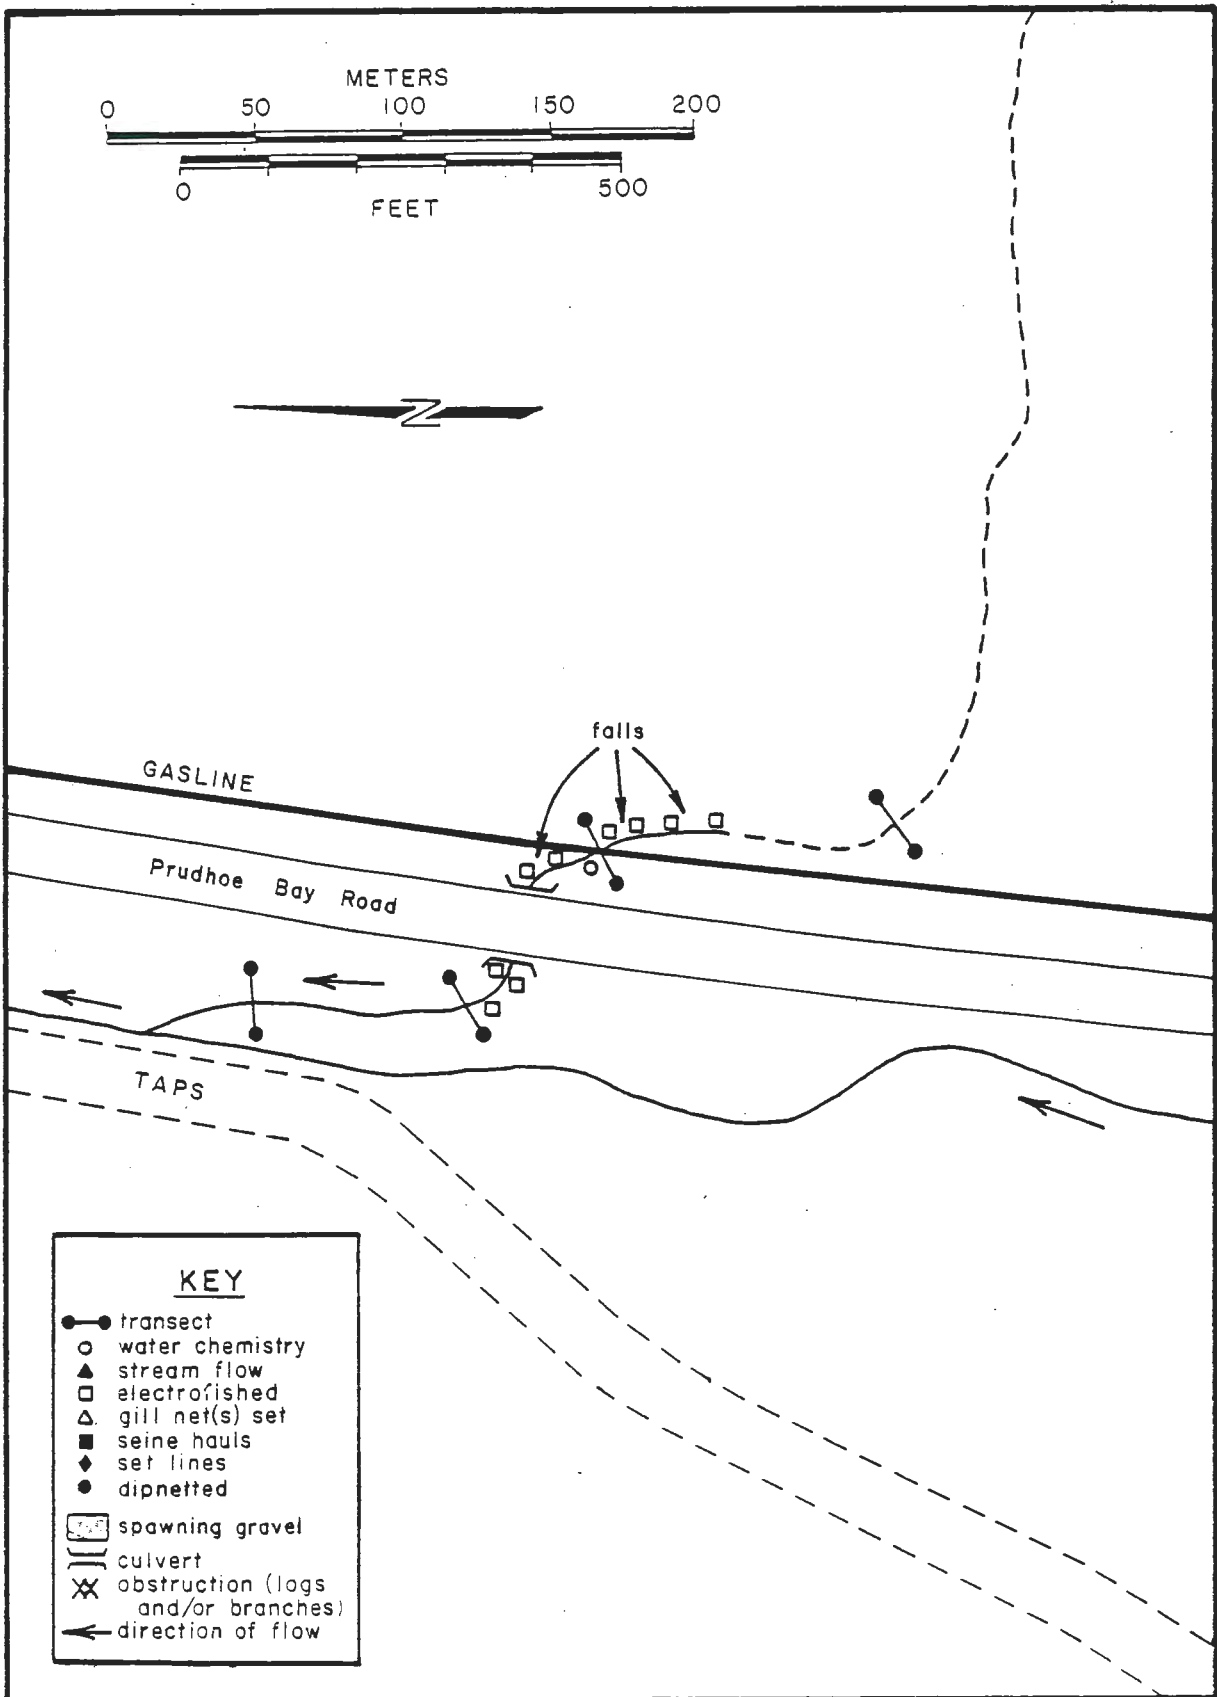 METERS
0 50 100 150 200
0 500
FEET
N
falls
GASLINE
Prudhoe Bay Road
TAPS
KEY
transect
water chemistry
stream flow
electrofished
gill net(s) set
seine hauls
set lines
dipnetted
spawning gravel
culvert
obstruction (logs
and/or branches)
direction of flow